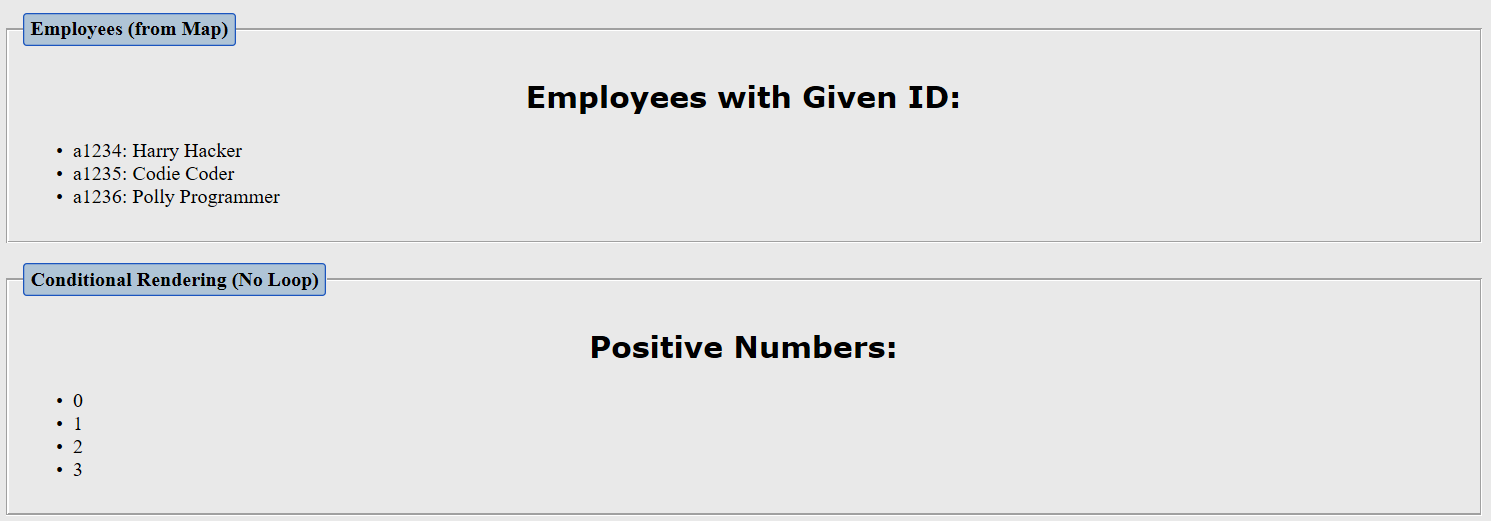 Employees (from Map)
Employees with Given ID:
• a1234: Harry Hacker
• a1235: Codie Coder
• a1236: Polly Programmer
Conditional Rendering (No Loop)
Positive Numbers:
• 0
• 1
• 2
• 3